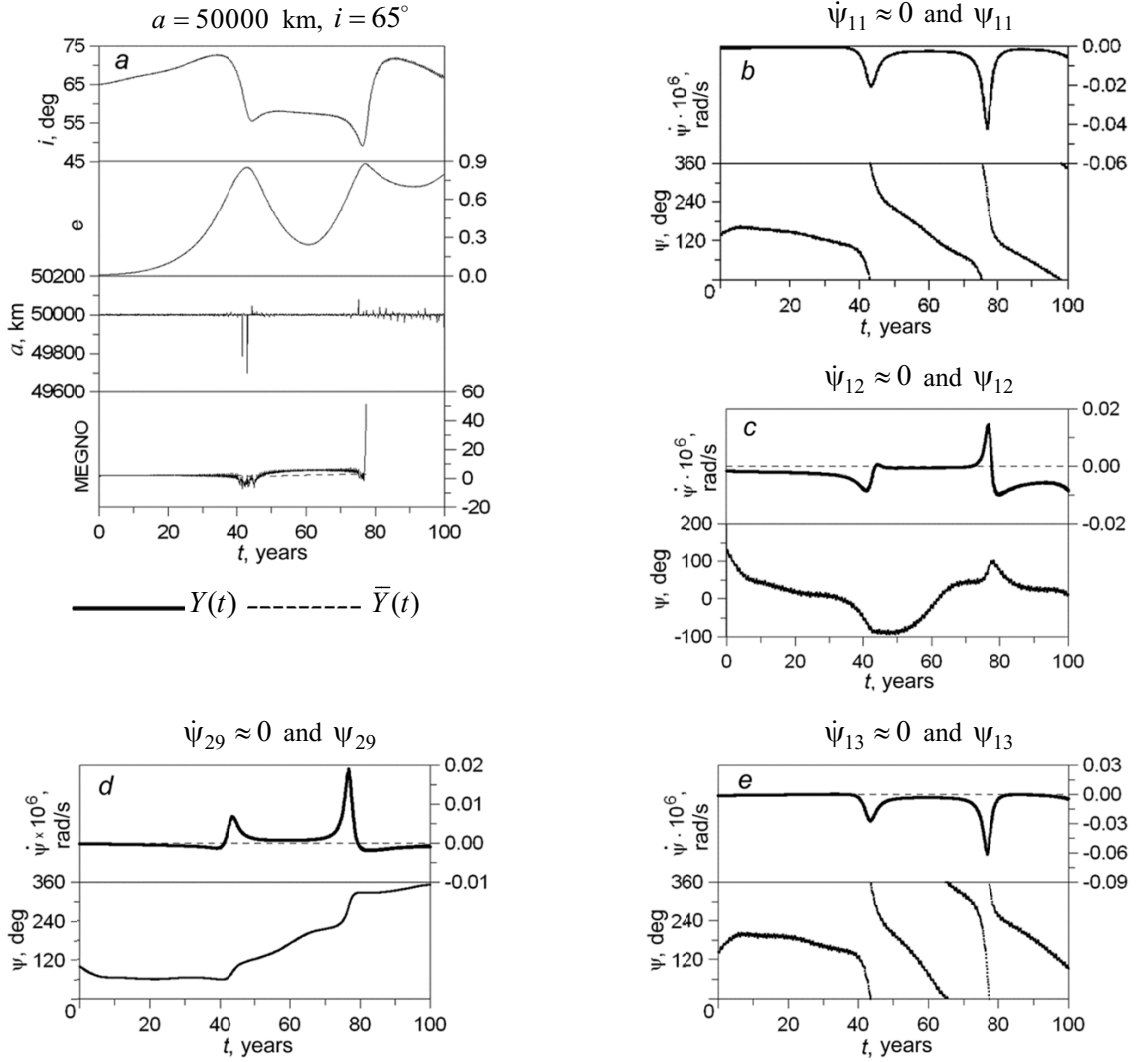 a = 50000 km, i = 65°
a
75
65
55
45
i, deg
0.9
0.6
0.3
0.0
e
50200
50000
49800
49600
a, km
60
40
20
0
-20
MEGNO
0 20 40 60 80 100
t, years
Y(t) Ȳ(t)
ψ̇₁₁ ≈ 0 and ψ₁₁
b
0.00
-0.02
-0.04
-0.06
ψ̇ · 10⁶, rad/s
360
240
120
0
ψ, deg
0 20 40 60 80 100
t, years
ψ̇₁₂ ≈ 0 and ψ₁₂
c
0.02
0.00
-0.02
ψ̇ · 10⁶, rad/s
200
100
0
-100
ψ, deg
0 20 40 60 80 100
t, years
ψ̇₂₉ ≈ 0 and ψ₂₉
d
0.02
0.01
0.00
-0.01
ψ̇ × 10⁶, rad/s
360
240
120
0
ψ, deg
0 20 40 60 80 100
t, years
ψ̇₁₃ ≈ 0 and ψ₁₃
e
0.03
0.00
-0.03
-0.06
-0.09
ψ̇ · 10⁶, rad/s
360
240
120
0
ψ, deg
0 20 40 60 80 100
t, years